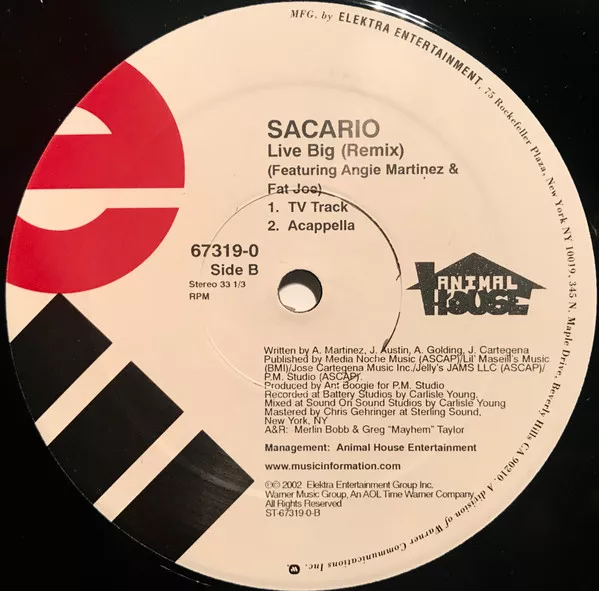 MFG. by ELEKTRA ENTERTAINMENT, 75 Rockefeller Plaza, New York NY 10019. 345 N. Maple Drive, Beverly Hills CA 90210. A division of Warner Communications Inc.
SACARIO
Live Big (Remix)
(Featuring Angie Martinez &
Fat Joe)
1. TV Track
2. Acappella
67319-0
Side B
Stereo 33 1/3
RPM
ANIMAL
HOUSE
Written by A. Martinez, J. Austin, A. Golding, J. Cartegena
Published by Media Noche Music (ASCAP)/Lil' Maseill's Music
(BMI)/Jose Cartegena Music Inc./Jelly's JAMS LLC (ASCAP)/
P.M. Studio (ASCAP).
Produced by Ant Boogie for P.M. Studio
Recorded at Battery Studios by Carlisle Young.
Mixed at Sound On Sound Studios by Carlisle Young
Mastered by Chris Gehringer at Sterling Sound,
New York, NY
A&R: Merlin Bobb & Greg "Mayhem" Taylor
Management: Animal House Entertainment
www.musicinformation.com
℗© 2002 Elektra Entertainment Group Inc.
Warner Music Group, An AOL Time Warner Company
All Rights Reserved
ST-67319-0-B